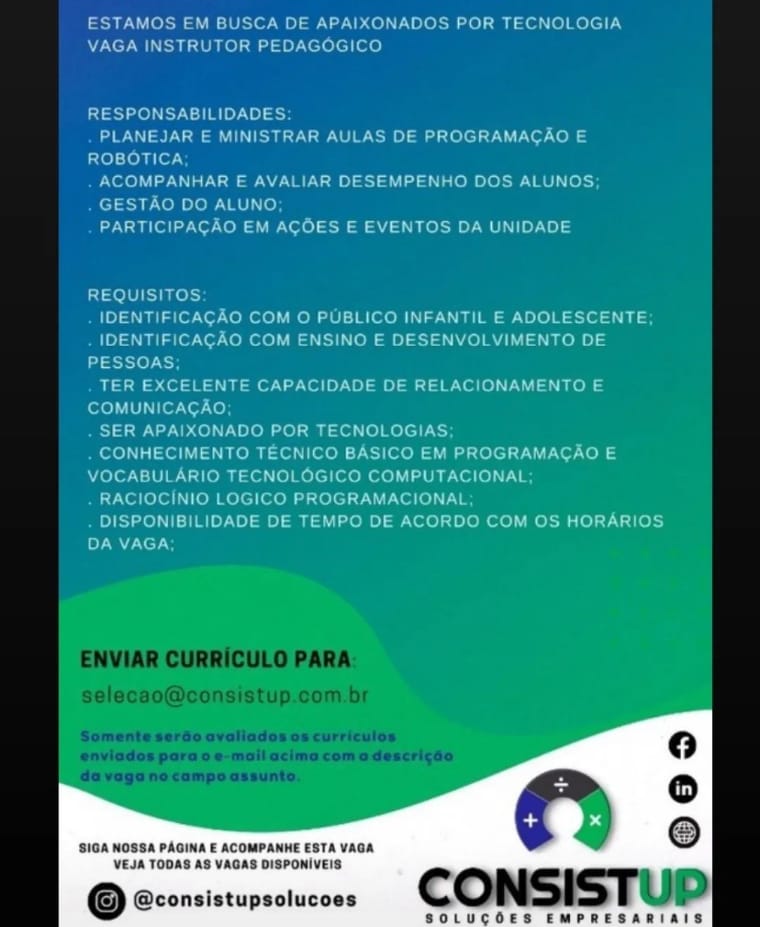 ESTAMOS EM BUSCA DE APAIXONADOS POR TECNOLOGIA
VAGA INSTRUTOR PEDAGÓGICO
RESPONSABILIDADES:
. PLANEJAR E MINISTRAR AULAS DE PROGRAMAÇÃO E
ROBÓTICA;
. ACOMPANHAR E AVALIAR DESEMPENHO DOS ALUNOS;
. GESTÃO DO ALUNO;
. PARTICIPAÇÃO EM AÇÕES E EVENTOS DA UNIDADE
REQUISITOS:
. IDENTIFICAÇÃO COM O PÚBLICO INFANTIL E ADOLESCENTE;
. IDENTIFICAÇÃO COM ENSINO E DESENVOLVIMENTO DE
PESSOAS;
. TER EXCELENTE CAPACIDADE DE RELACIONAMENTO E
COMUNICAÇÃO;
. SER APAIXONADO POR TECNOLOGIAS;
. CONHECIMENTO TÉCNICO BÁSICO EM PROGRAMAÇÃO E
VOCABULÁRIO TECNOLÓGICO COMPUTACIONAL;
. RACIOCÍNIO LOGICO PROGRAMACIONAL;
. DISPONIBILIDADE DE TEMPO DE ACORDO COM OS HORÁRIOS
DA VAGA;
ENVIAR CURRÍCULO PARA:
selecao@consistup.com.br
Somente serão avaliados os currículos
enviados para o e-mail acima com a descrição
da vaga no campo assunto.
SIGA NOSSA PÁGINA E ACOMPANHE ESTA VAGA
VEJA TODAS AS VAGAS DISPONÍVEIS
@consistupsolucoes
CONSISTUP
SOLUÇÕES EMPRESARIAIS